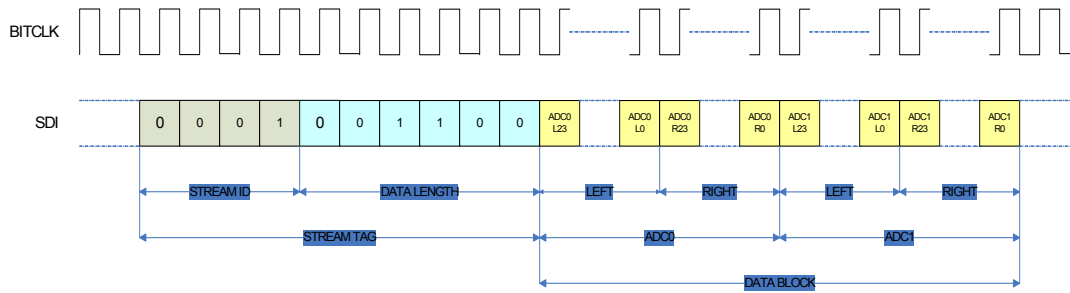 BITCLK
SDI
0 0 0 1 0 0 1 1 0 0 ADC0 L23 ADC0 L0 ADC0 R23 ADC0 R0 ADC1 L23 ADC1 L0 ADC1 R23 ADC1 R0
STREAM ID DATA LENGTH LEFT RIGHT LEFT RIGHT
STREAM TAG ADC0 ADC1
DATA BLOCK